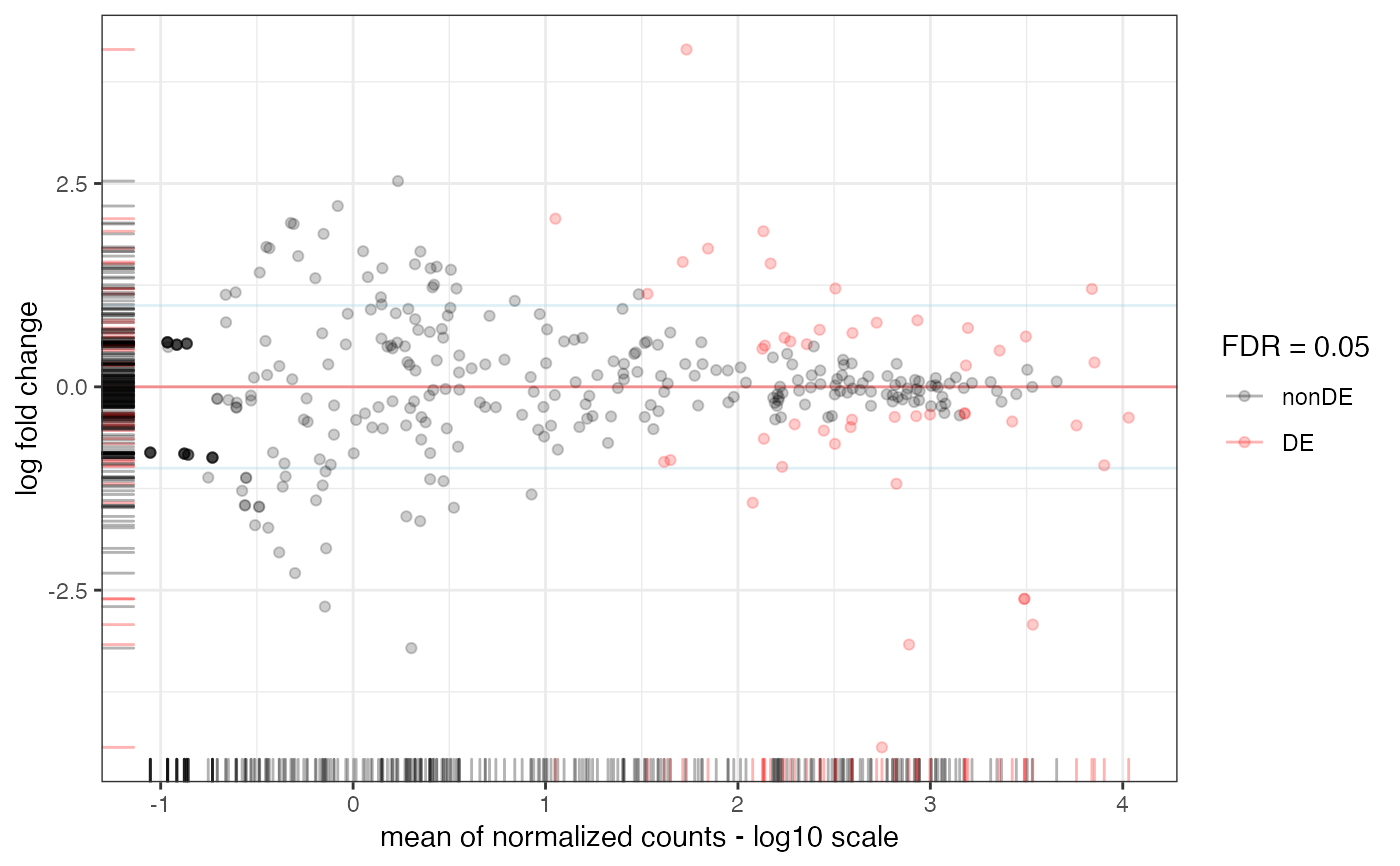 2.5
0.0
-2.5
log fold change
-1 0 1 2 3 4
mean of normalized counts - log10 scale
FDR = 0.05
nonDE
DE